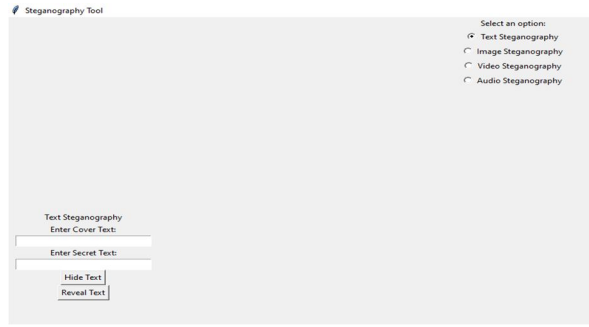 Steganography Tool
Select an option:
Text Steganography
Image Steganography
Video Steganography
Audio Steganography
Text Steganography
Enter Cover Text:
Enter Secret Text:
Hide Text
Reveal Text